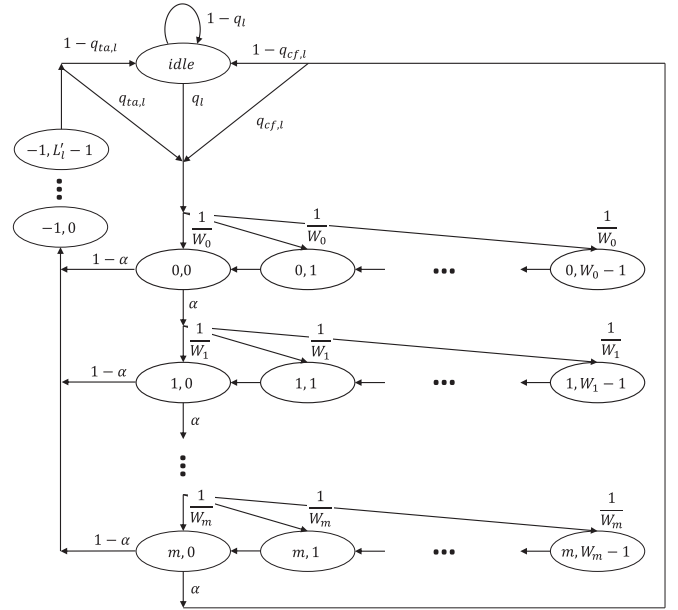 1 − q_l
1 − q_{ta,l}
idle
1 − q_{cf,l}
q_{ta,l}
q_l
q_{cf,l}
−1, L'_l − 1
⋮
−1,0
1/W_0
1/W_0
1/W_0
1 − α
0,0
0,1
•••
0, W_0 − 1
α
1/W_1
1/W_1
1/W_1
1 − α
1,0
1,1
•••
1, W_1 − 1
α
⋮
1/W_m
1/W_m
1/W_m
1 − α
m, 0
m, 1
•••
m, W_m − 1
α